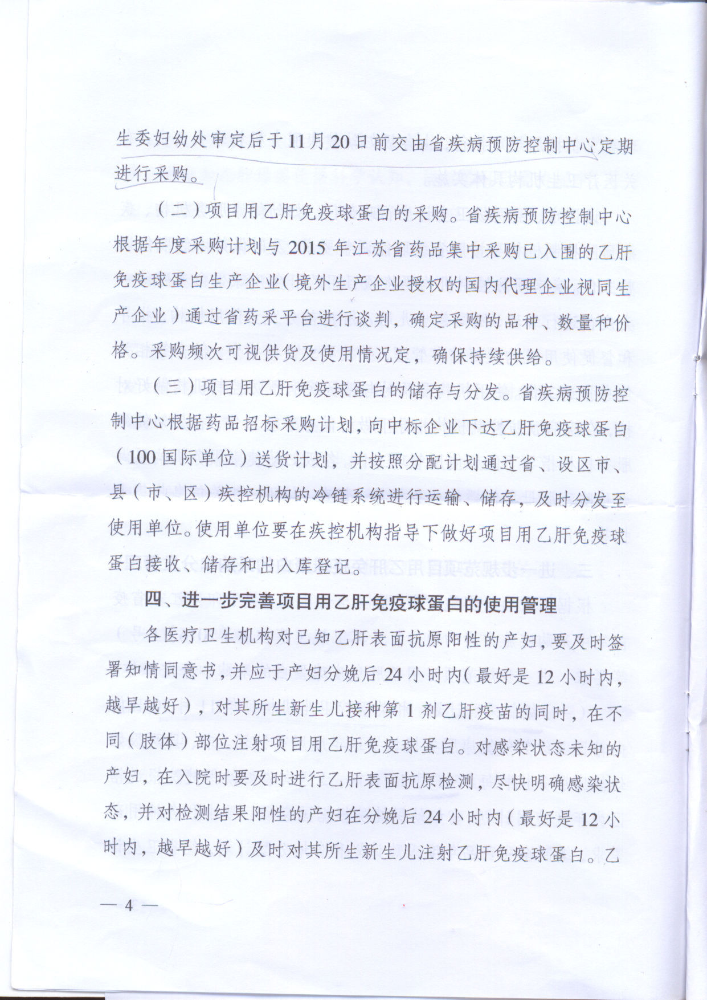 生委妇幼处审定后于 11 月 20 日前交由省疾病预防控制中心定期
进行采购。
（二）项目用乙肝免疫球蛋白的采购。省疾病预防控制中心
根据年度采购计划与 2015 年江苏省药品集中采购已入围的乙肝
免疫球蛋白生产企业（境外生产企业授权的国内代理企业视同生
产企业）通过省药采平台进行谈判，确定采购的品种、数量和价
格。采购频次可视供货及使用情况定，确保持续供给。
（三）项目用乙肝免疫球蛋白的储存与分发。省疾病预防控
制中心根据药品招标采购计划，向中标企业下达乙肝免疫球蛋白
（100 国际单位）送货计划，并按照分配计划通过省、设区市、
县（市、区）疾控机构的冷链系统进行运输、储存，及时分发至
使用单位。使用单位要在疾控机构指导下做好项目用乙肝免疫球
蛋白接收、储存和出入库登记。
四、进一步完善项目用乙肝免疫球蛋白的使用管理
各医疗卫生机构对已知乙肝表面抗原阳性的产妇，要及时签
署知情同意书，并应于产妇分娩后 24 小时内（最好是 12 小时内，
越早越好），对其所生新生儿接种第 1 剂乙肝疫苗的同时，在不
同（肢体）部位注射项目用乙肝免疫球蛋白。对感染状态未知的
产妇，在入院时要及时进行乙肝表面抗原检测，尽快明确感染状
态，并对检测结果阳性的产妇在分娩后 24 小时内（最好是 12 小
时内，越早越好）及时对其所生新生儿注射乙肝免疫球蛋白。乙
— 4 —